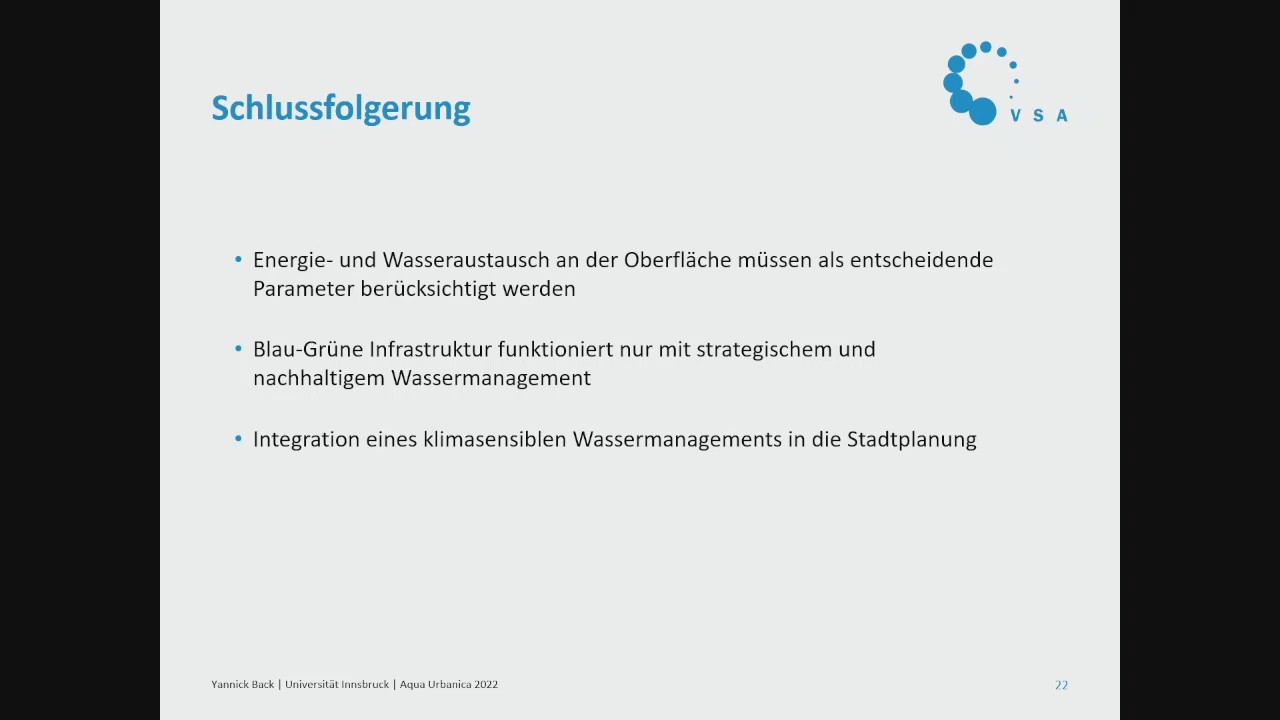 Schlussfolgerung
V S A
• Energie- und Wasseraustausch an der Oberfläche müssen als entscheidende
Parameter berücksichtigt werden
• Blau-Grüne Infrastruktur funktioniert nur mit strategischem und
nachhaltigem Wassermanagement
• Integration eines klimasensiblen Wassermanagements in die Stadtplanung
Yannick Back | Universität Innsbruck | Aqua Urbanica 2022
22